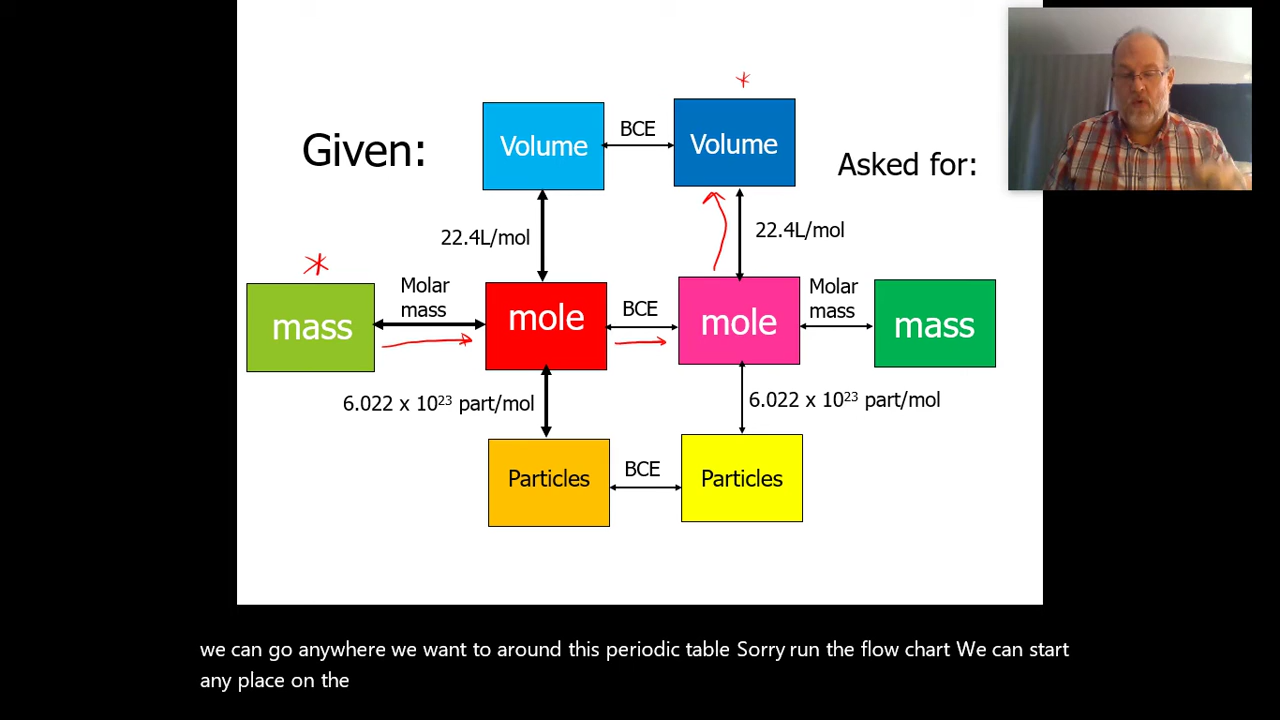 Given:
Volume
BCE
Volume
Asked for:
22.4L/mol
22.4L/mol
mass
Molar
mass
mole
BCE
mole
Molar
mass
mass
6.022 x 10²³ part/mol
6.022 x 10²³ part/mol
Particles
BCE
Particles
we can go anywhere we want to around this periodic table Sorry run the flow chart We can start
any place on the